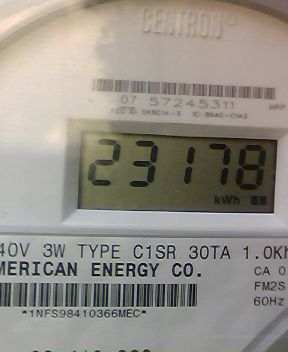 CENTRON®
07 57245311
23178
kWh
40V 3W TYPE C1SR 30TA 1.0Kh
MERICAN ENERGY CO.
CA 0
FM2S
60Hz
*1NFS98410366MEC*